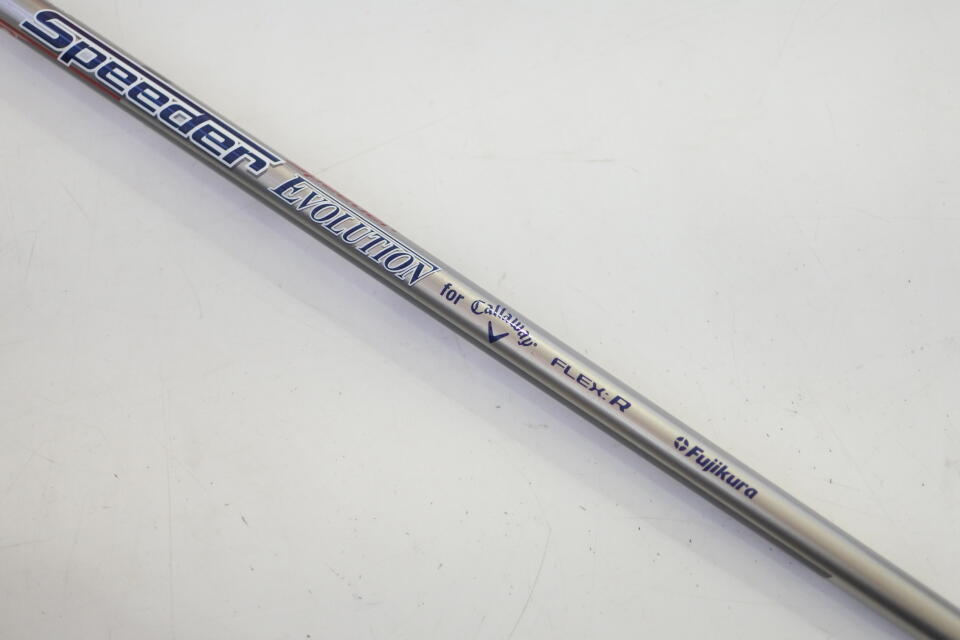 Speeder EVOLUTION for Callaway FLEX:R Fujikura